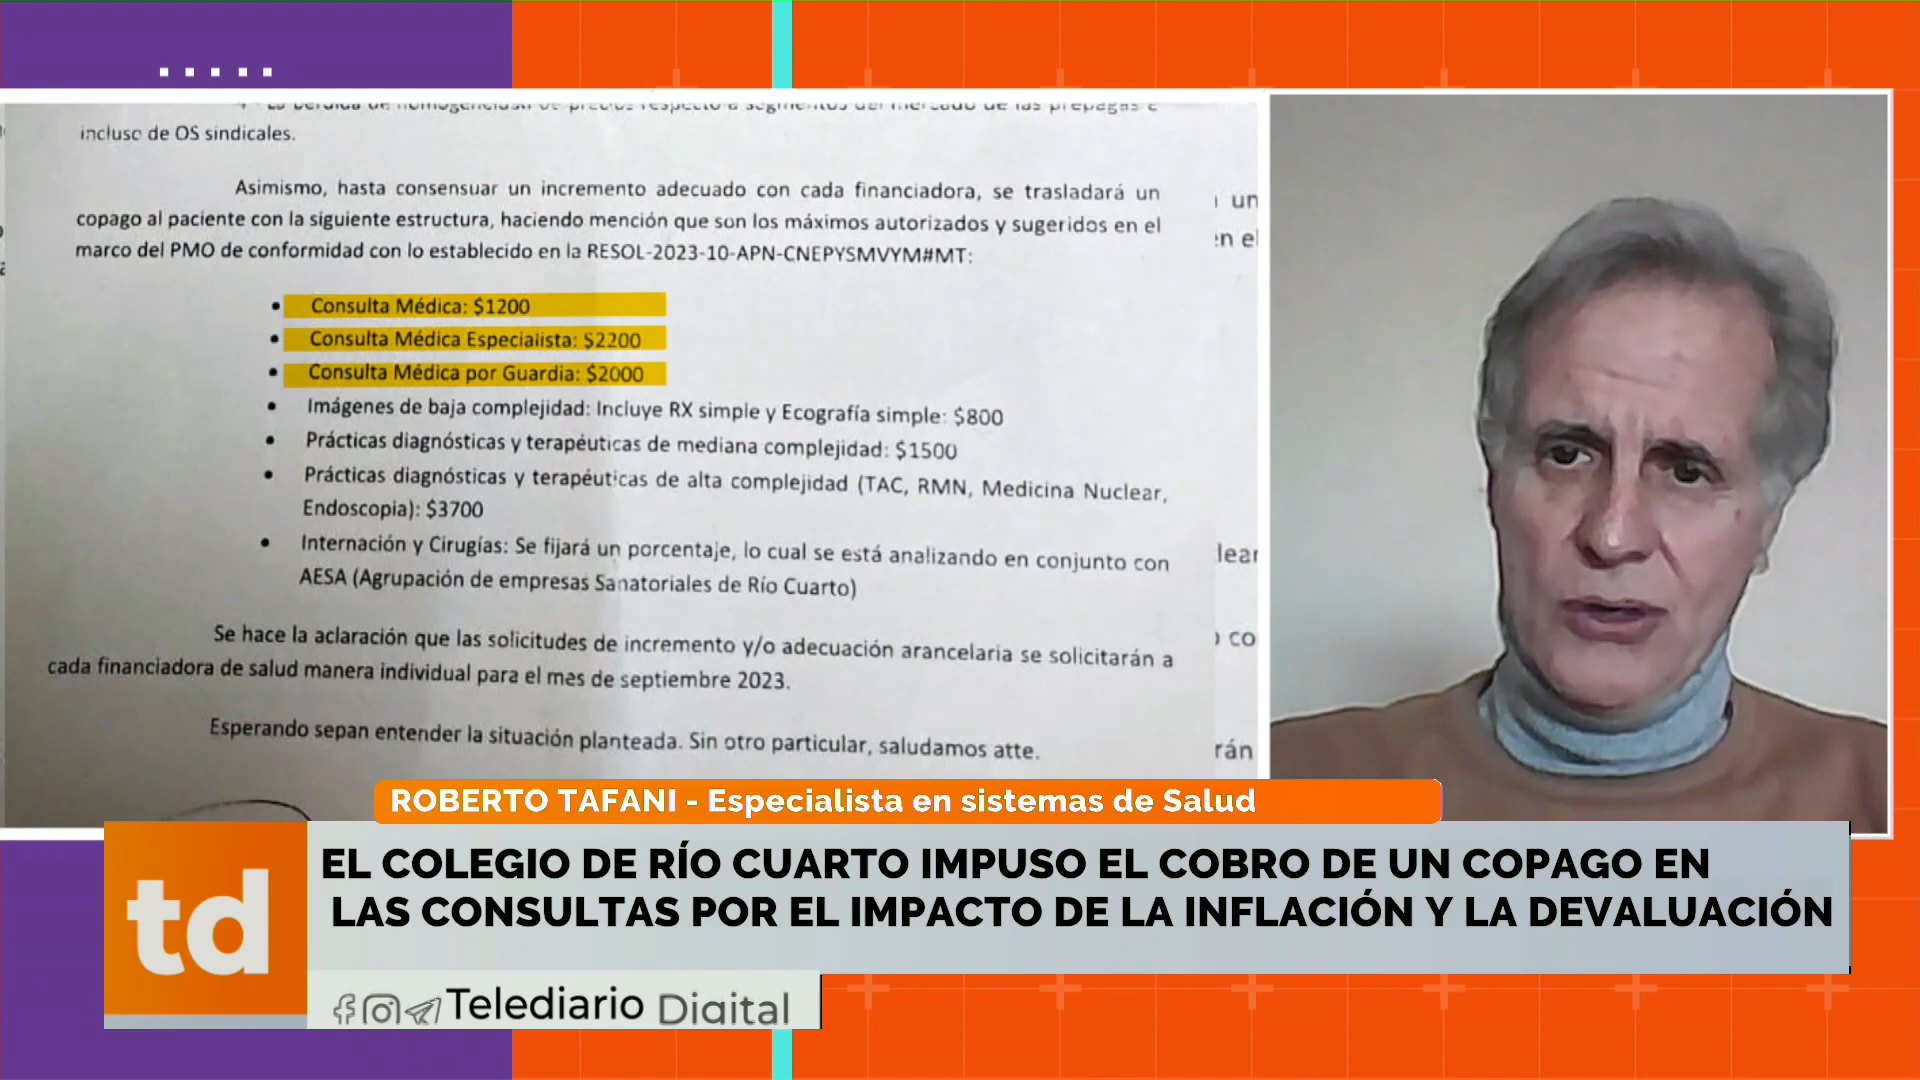 incluso de OS sindicales.
Asimismo, hasta consensuar un incremento adecuado con cada financiadora, se trasladará un
copago al paciente con la siguiente estructura, haciendo mención que son los máximos autorizados y sugeridos en el
marco del PMO de conformidad con lo establecido en la RESOL-2023-10-APN-CNEPYSMVYM#MT:
• Consulta Médica: $1200
• Consulta Médica Especialista: $2200
• Consulta Médica por Guardia: $2000
• Imágenes de baja complejidad: Incluye RX simple y Ecografía simple: $800
• Prácticas diagnósticas y terapéuticas de mediana complejidad: $1500
• Prácticas diagnósticas y terapéuticas de alta complejidad (TAC, RMN, Medicina Nuclear,
Endoscopia): $3700
• Internación y Cirugías: Se fijará un porcentaje, lo cual se está analizando en conjunto con
AESA (Agrupación de empresas Sanatoriales de Río Cuarto)
Se hace la aclaración que las solicitudes de incremento y/o adecuación arancelaria se solicitarán a
cada financiadora de salud manera individual para el mes de septiembre 2023.
Esperando sepan entender la situación planteada. Sin otro particular, saludamos atte.
ROBERTO TAFANI - Especialista en sistemas de Salud
td
EL COLEGIO DE RÍO CUARTO IMPUSO EL COBRO DE UN COPAGO EN
LAS CONSULTAS POR EL IMPACTO DE LA INFLACIÓN Y LA DEVALUACIÓN
Telediario Digital